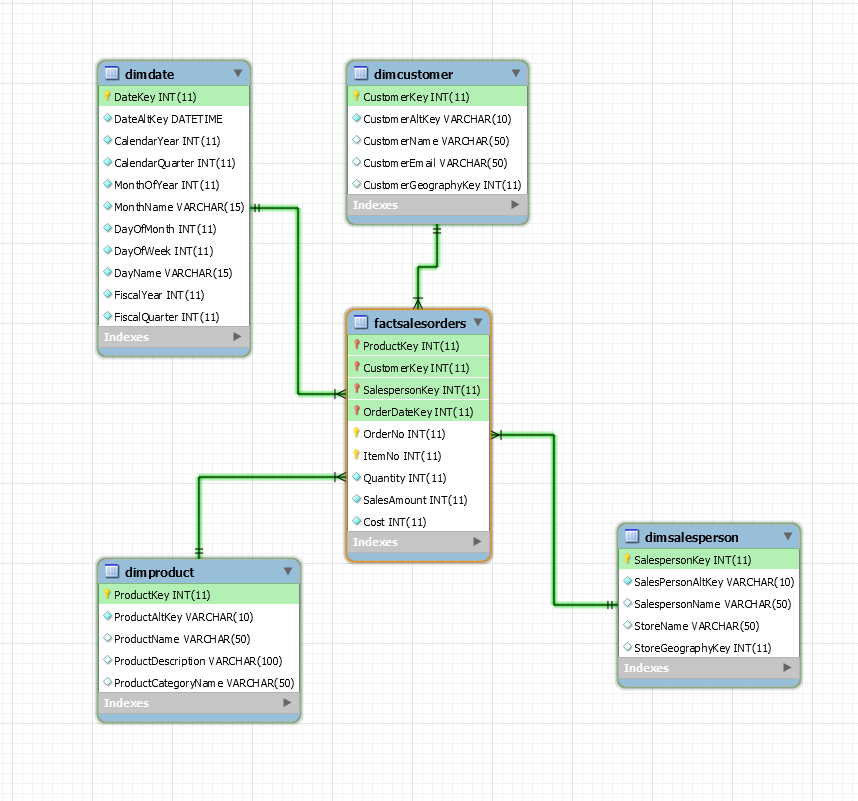 dimdate
DateKey INT(11)
DateAltKey DATETIME
CalendarYear INT(11)
CalendarQuarter INT(11)
MonthOfYear INT(11)
MonthName VARCHAR(15)
DayOfMonth INT(11)
DayOfWeek INT(11)
DayName VARCHAR(15)
FiscalYear INT(11)
FiscalQuarter INT(11)
Indexes
dimcustomer
CustomerKey INT(11)
CustomerAltKey VARCHAR(10)
CustomerName VARCHAR(50)
CustomerEmail VARCHAR(50)
CustomerGeographyKey INT(11)
Indexes
factsalesorders
ProductKey INT(11)
CustomerKey INT(11)
SalespersonKey INT(11)
OrderDateKey INT(11)
OrderNo INT(11)
ItemNo INT(11)
Quantity INT(11)
SalesAmount INT(11)
Cost INT(11)
Indexes
dimproduct
ProductKey INT(11)
ProductAltKey VARCHAR(10)
ProductName VARCHAR(50)
ProductDescription VARCHAR(100)
ProductCategoryName VARCHAR(50)
Indexes
dimsalesperson
SalespersonKey INT(11)
SalesPersonAltKey VARCHAR(10)
SalespersonName VARCHAR(50)
StoreName VARCHAR(50)
StoreGeographyKey INT(11)
Indexes